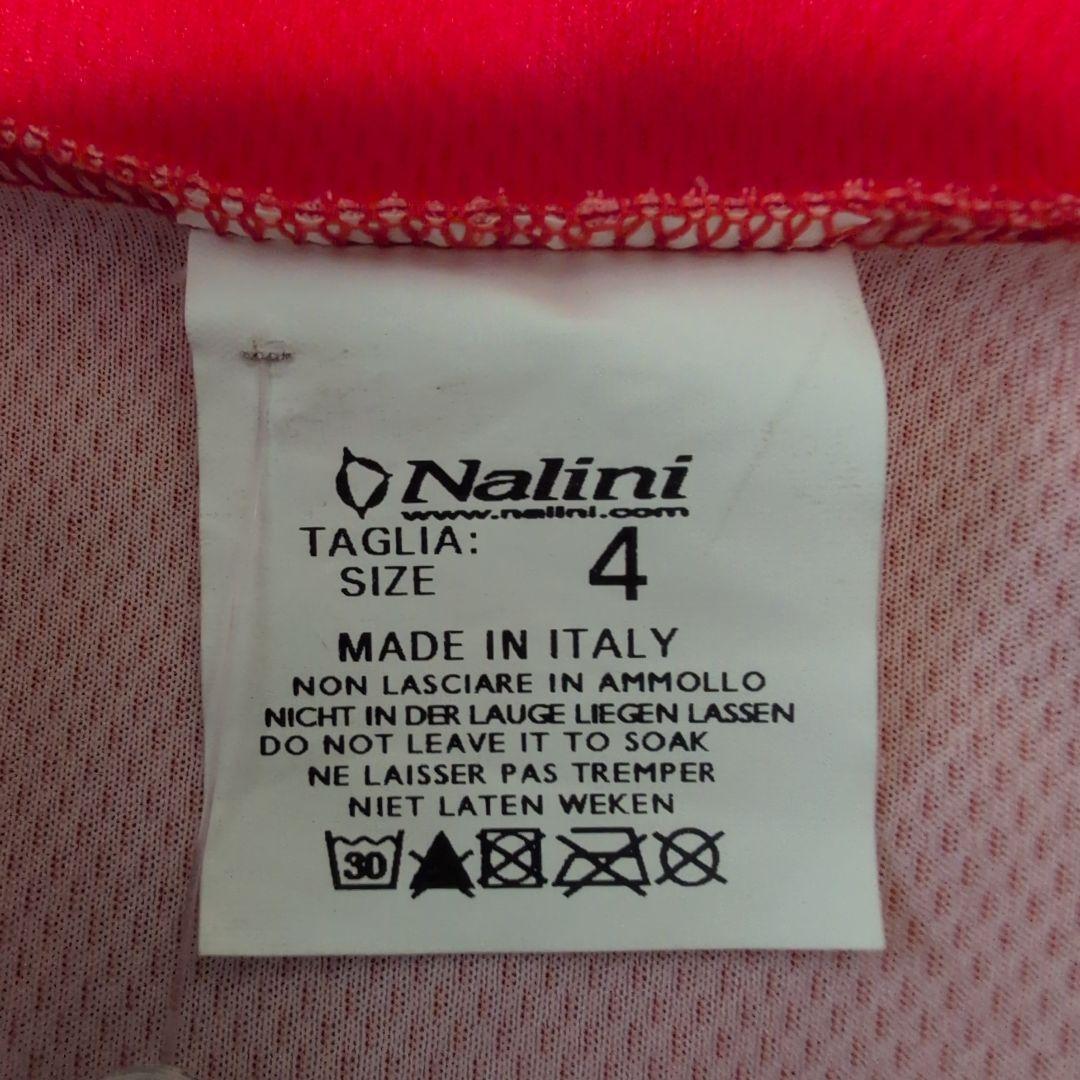 Nalini
www.nalini.com
TAGLIA:
SIZE 4
MADE IN ITALY
NON LASCIARE IN AMMOLLO
NICHT IN DER LAUGE LIEGEN LASSEN
DO NOT LEAVE IT TO SOAK
NE LAISSER PAS TREMPER
NIET LATEN WEKEN
30